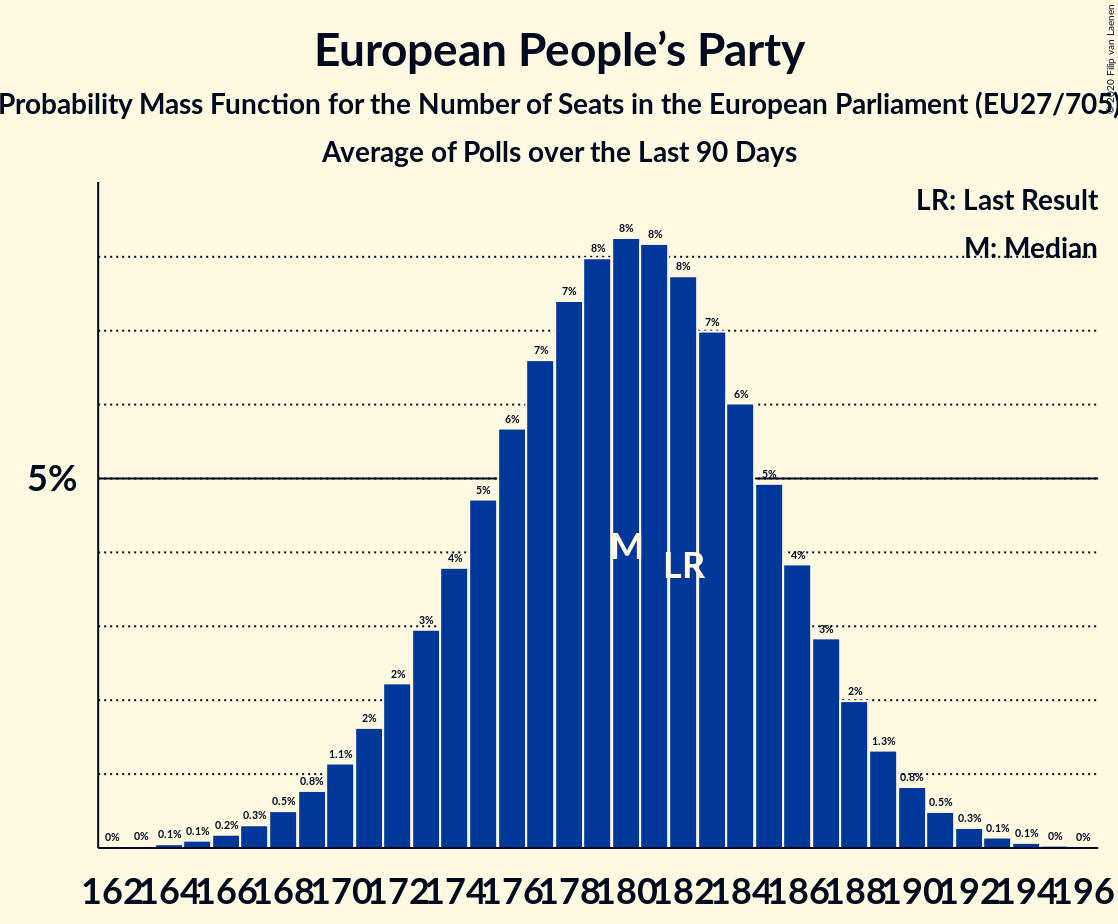 European People’s Party
Probability Mass Function for the Number of Seats in the European Parliament (EU27/705)
Average of Polls over the Last 90 Days
© 2020 Filip van Laenen
LR: Last Result
M: Median
5%
0% 0% 0.1% 0.1% 0.2% 0.3% 0.5% 0.8% 1.1% 2% 2% 3% 4% 5% 6% 7% 7% 8% 8% 8% 8% 7% 6% 5% 4% 3% 2% 1.3% 0.8% 0.5% 0.3% 0.1% 0.1% 0% 0%
M
LR
162 164 166 168 170 172 174 176 178 180 182 184 186 188 190 192 194 196